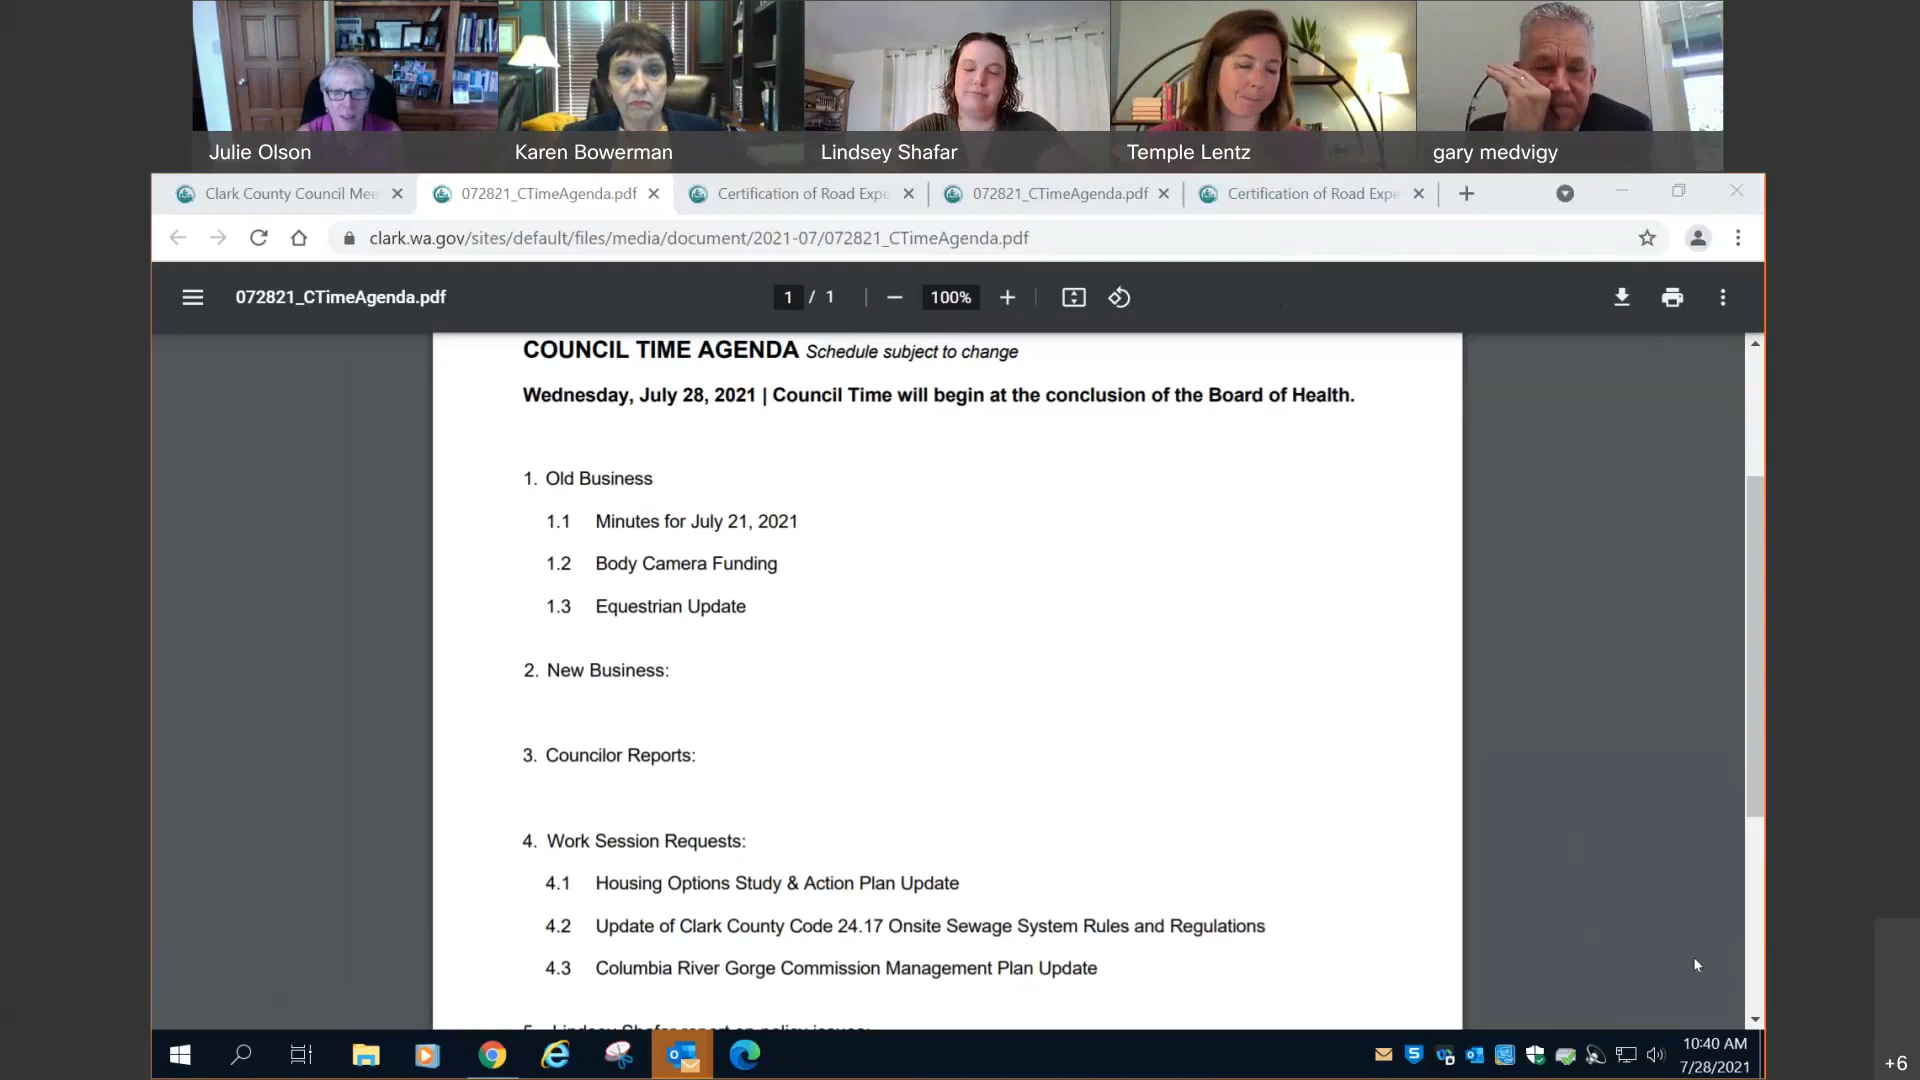 Julie Olson
Karen Bowerman
Lindsey Shafar
Temple Lentz
gary medvigy
Clark County Council Mee
072821_CTimeAgenda.pdf
Certification of Road Expe
072821_CTimeAgenda.pdf
Certification of Road Expe
clark.wa.gov/sites/default/files/media/document/2021-07/072821_CTimeAgenda.pdf
072821_CTimeAgenda.pdf
1 / 1
100%
COUNCIL TIME AGENDA Schedule subject to change
Wednesday, July 28, 2021 | Council Time will begin at the conclusion of the Board of Health.
1. Old Business
1.1 Minutes for July 21, 2021
1.2 Body Camera Funding
1.3 Equestrian Update
2. New Business:
3. Councilor Reports:
4. Work Session Requests:
4.1 Housing Options Study & Action Plan Update
4.2 Update of Clark County Code 24.17 Onsite Sewage System Rules and Regulations
4.3 Columbia River Gorge Commission Management Plan Update
5. Lindsey Shafar report on policy issues:
10:40 AM
7/28/2021
+6